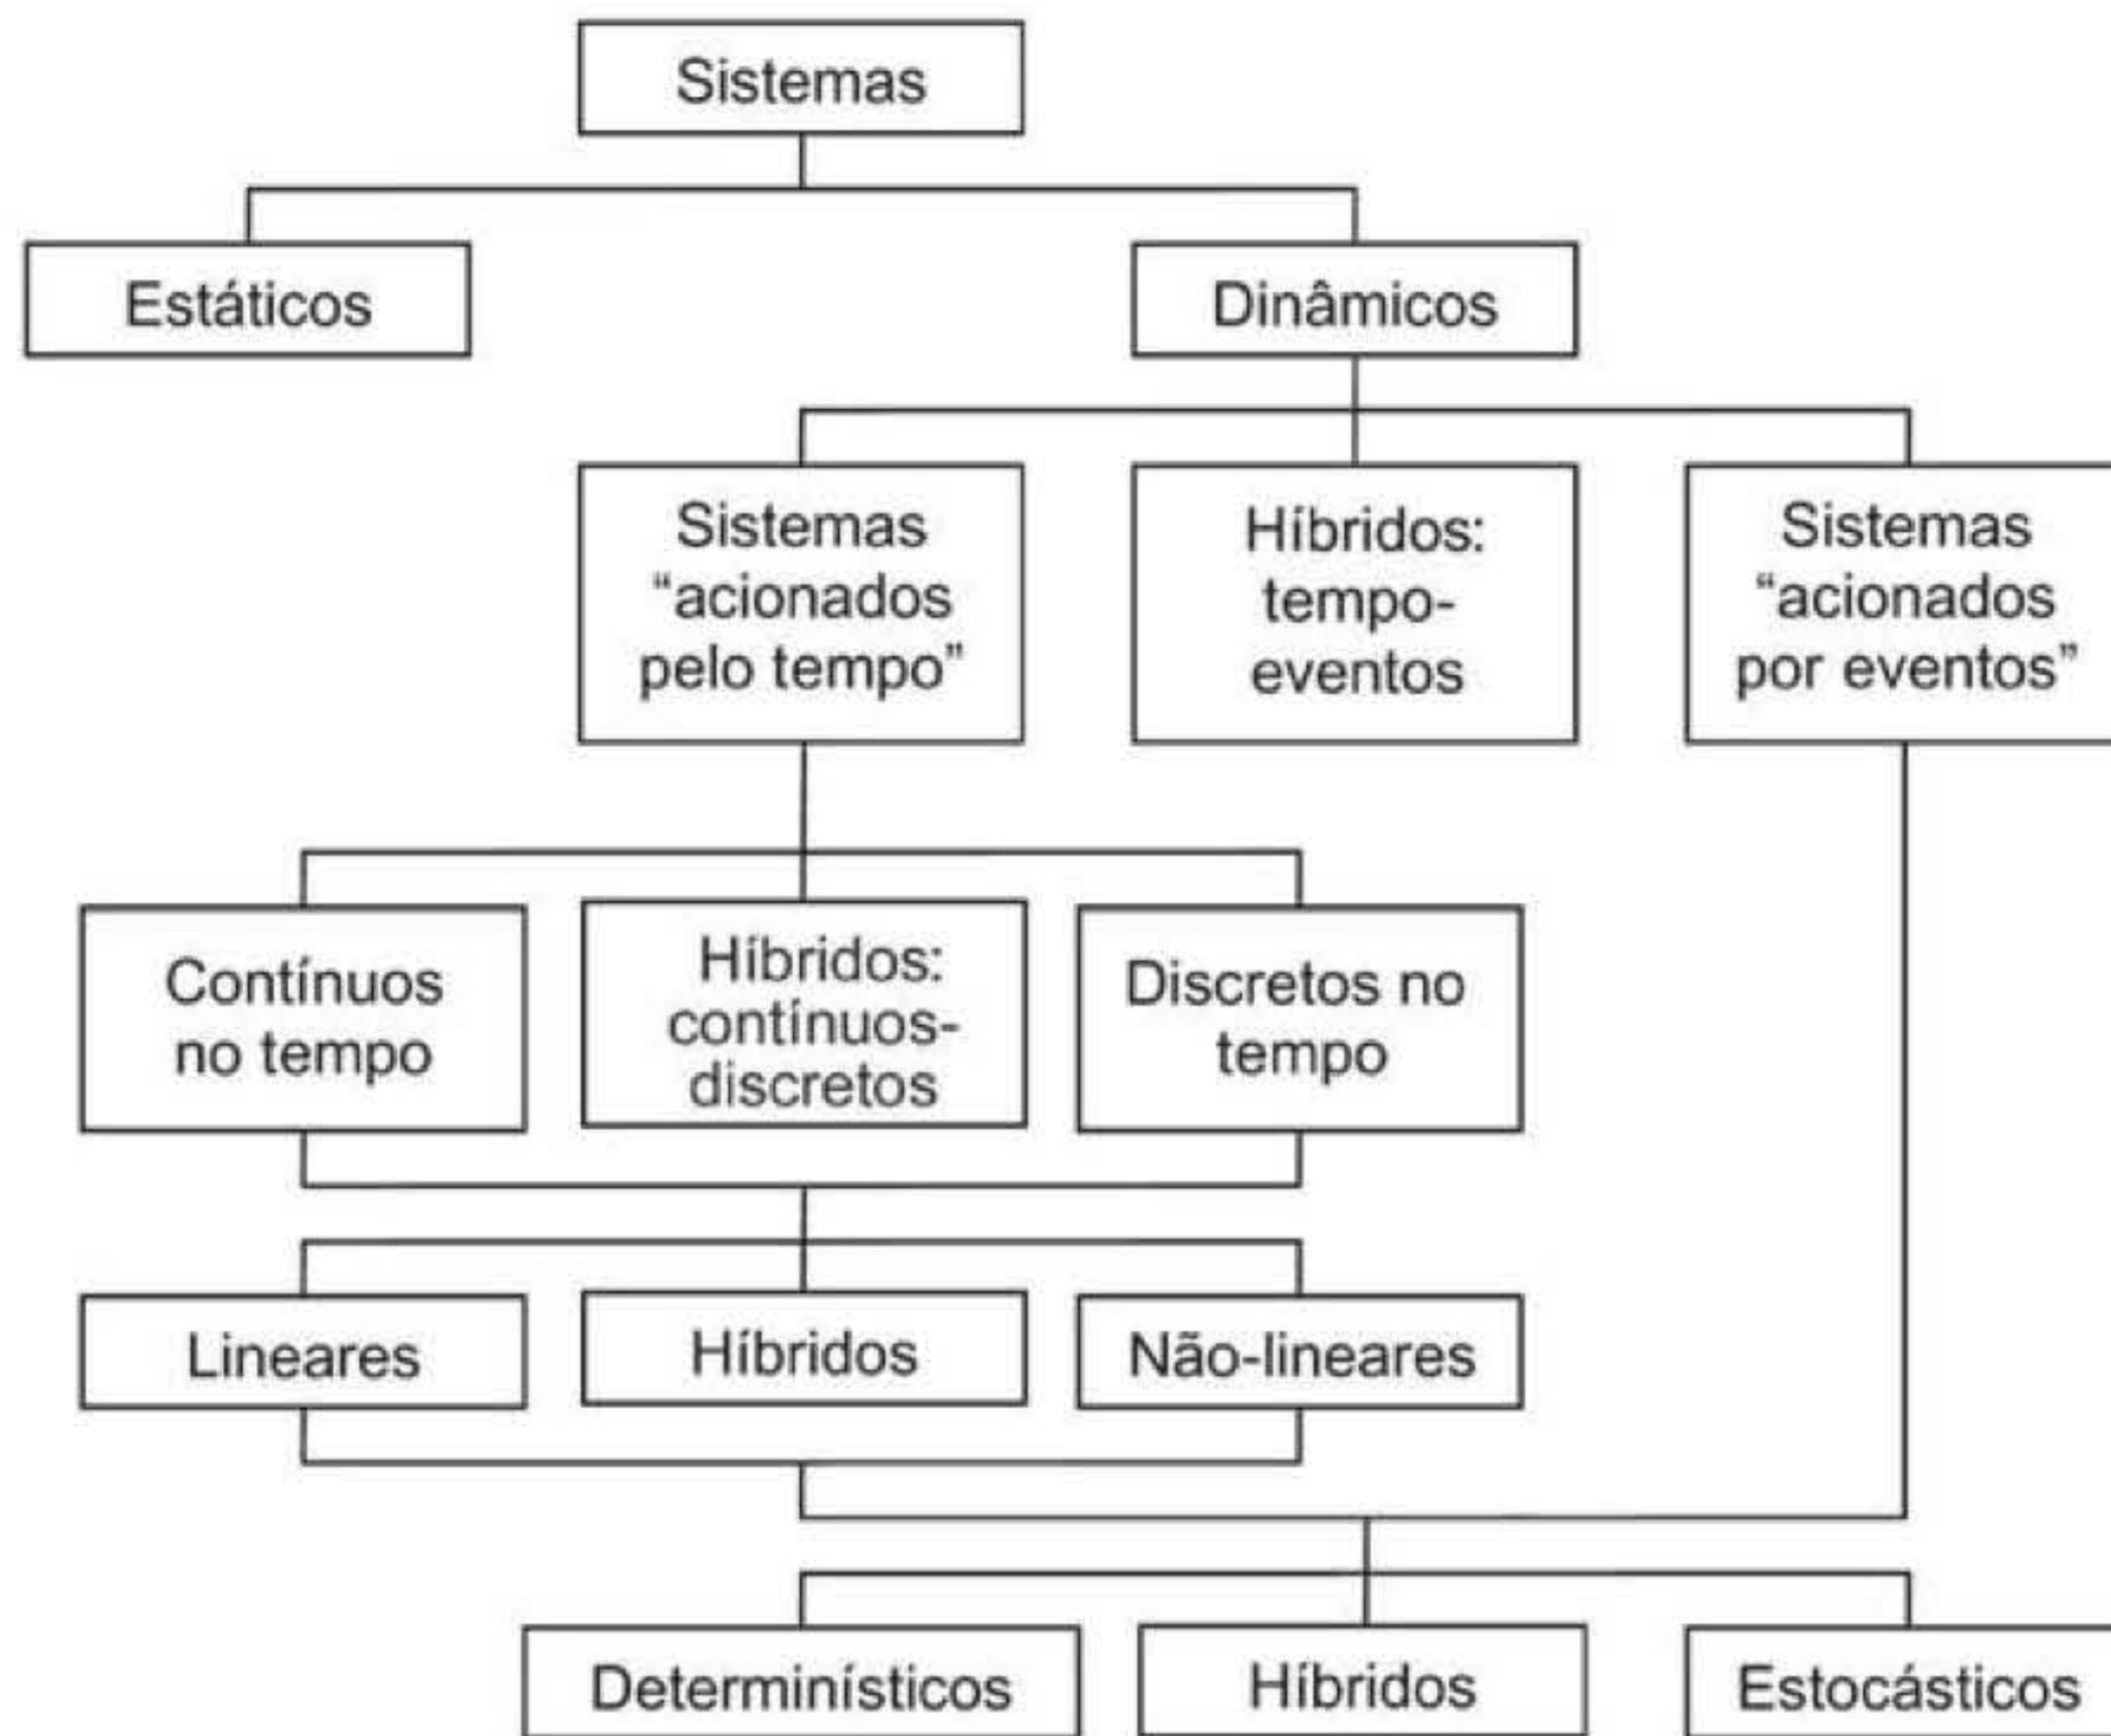 Sistemas
Estáticos
Dinâmicos
Sistemas
“acionados
pelo tempo”
Híbridos:
tempo-
eventos
Sistemas
“acionados
por eventos”
Contínuos
no tempo
Híbridos:
contínuos-
discretos
Discretos no
tempo
Lineares
Híbridos
Não-lineares
Determinísticos
Híbridos
Estocásticos